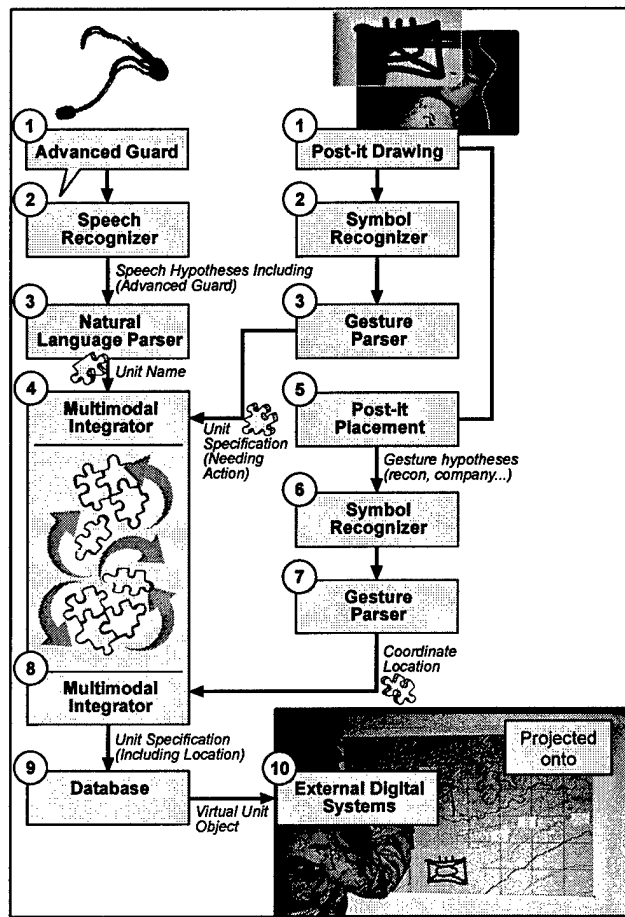 1
Advanced Guard
2
Speech
Recognizer
Speech Hypotheses Including
(Advanced Guard)
3
Natural
Language Parser
Unit Name
4
Multimodal
Integrator
8
Multimodal
Integrator
Unit Specification
(Including Location)
9
Database
Virtual Unit
Object
1
Post-it Drawing
2
Symbol
Recognizer
3
Gesture
Parser
Unit
Specification
(Needing
Action)
5
Post-it
Placement
Gesture hypotheses
(recon, company...)
6
Symbol
Recognizer
7
Gesture
Parser
Coordinate
Location
10
External Digital
Systems
Projected
onto